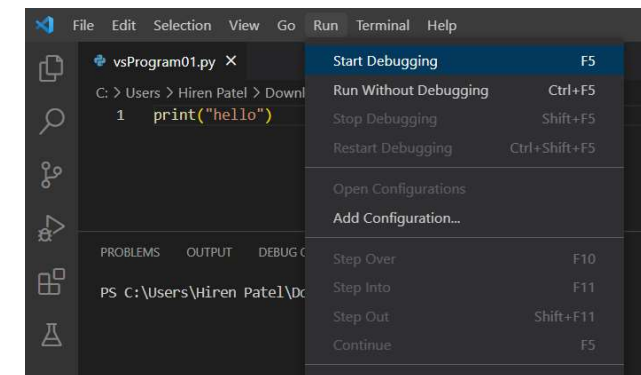 File Edit Selection View Go Run Terminal Help
vsProgram01.py
C: > Users > Hiren Patel > Downl
1 print("hello")
PROBLEMS OUTPUT DEBUG C
PS C:\Users\Hiren Patel\Do
Start Debugging F5
Run Without Debugging Ctrl+F5
Stop Debugging Shift+F5
Restart Debugging Ctrl+Shift+F5
Open Configurations
Add Configuration...
Step Over F10
Step Into F11
Step Out Shift+F11
Continue F5